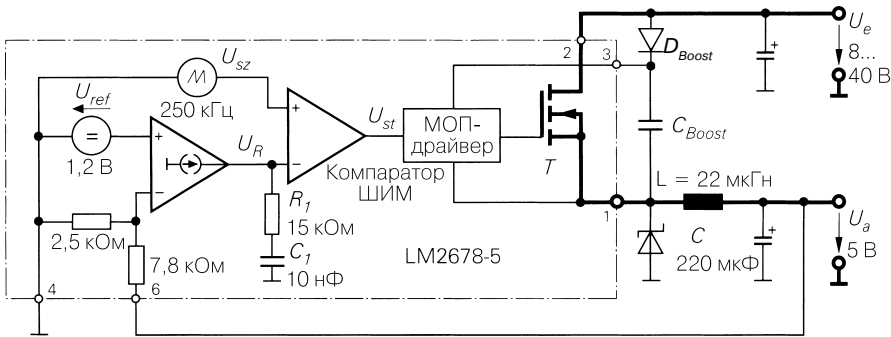 U_e
8...
40 В
2
3
D_Boost
+
U_sz
250 кГц
U_ref
=
1,2 В
+
−
U_R
+
−
U_st
МОП-
драйвер
T
C_Boost
Компаратор
ШИМ
R_1
15 кОм
C_1
10 нФ
L = 22 мкГн
1
C
220 мкФ
+
U_a
5 В
2,5 кОм
7,8 кОм
LM2678-5
4
6